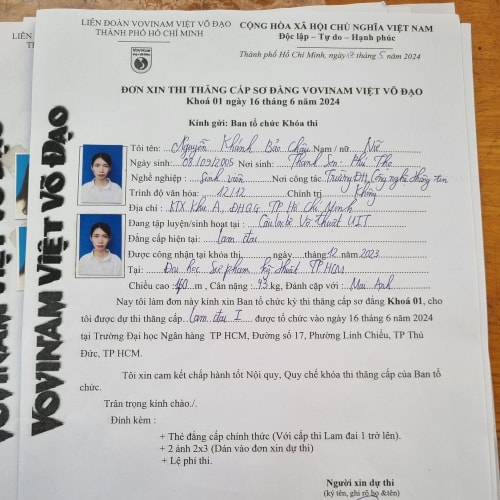 LIÊN ĐOÀN VOVINAM VIỆT VÕ ĐẠO
THÀNH PHỐ HỒ CHÍ MINH
CỘNG HÒA XÃ HỘI CHỦ NGHĨA VIỆT NAM
Độc lập – Tự do – Hạnh phúc
Thành phố Hồ Chí Minh, ngày tháng 5 năm 2024
ĐƠN XIN THI THĂNG CẤP SƠ ĐẲNG VOVINAM VIỆT VÕ ĐẠO
Khoá 01 ngày 16 tháng 6 năm 2024
Kính gửi: Ban tổ chức Khóa thi
Tôi tên: Nguyễn Khánh Bảo Châu Nam / nữ: Nữ
Ngày sinh: 08/09/2005 Nơi sinh: Thanh Sơn - Phú Thọ
Nghề nghiệp: Sinh viên Nơi công tác Trường ĐH Công nghệ thông tin
Trình độ văn hóa: 12/12 Chính trị Không
Địa chỉ: KTX Khu A, ĐHQG TP Hồ Chí Minh
Đang tập luyện/sinh hoạt tại: Câu lạc bộ Võ thuật UIT
Đẳng cấp hiện tại: Lam đai
Được công nhận tại khóa thi, ngày tháng 12 năm 2023
Tại: Đại học Sư phạm kỹ thuật TP HCM
Chiều cao: m, Cân nặng: 43 kg, Đánh cặp với: Mai Anh
Nay tôi làm đơn này kính xin Ban tổ chức kỳ thi thăng cấp sơ đẳng Khoá 01, cho
tôi được dự thi thăng cấp Lam đai I được tổ chức vào ngày 16 tháng 6 năm 2024
tại Trường Đại học Ngân hàng TP HCM, Đường số 17, Phường Linh Chiểu, TP Thủ
Đức, TP HCM.
Tôi xin cam kết chấp hành tốt Nội quy, Quy chế khóa thi thăng cấp của Ban tổ
chức.
Trân trọng kính chào./.
Đính kèm:
+ Thẻ đẳng cấp chính thức (Với cấp thi Lam đai 1 trở lên).
+ 2 ảnh 2x3 (Dán vào đơn xin dự thi)
+ Lệ phí thi.
Người xin dự thi
(ký tên, ghi rõ họ &tên)
VOVINAM VIỆT VÕ ĐẠO